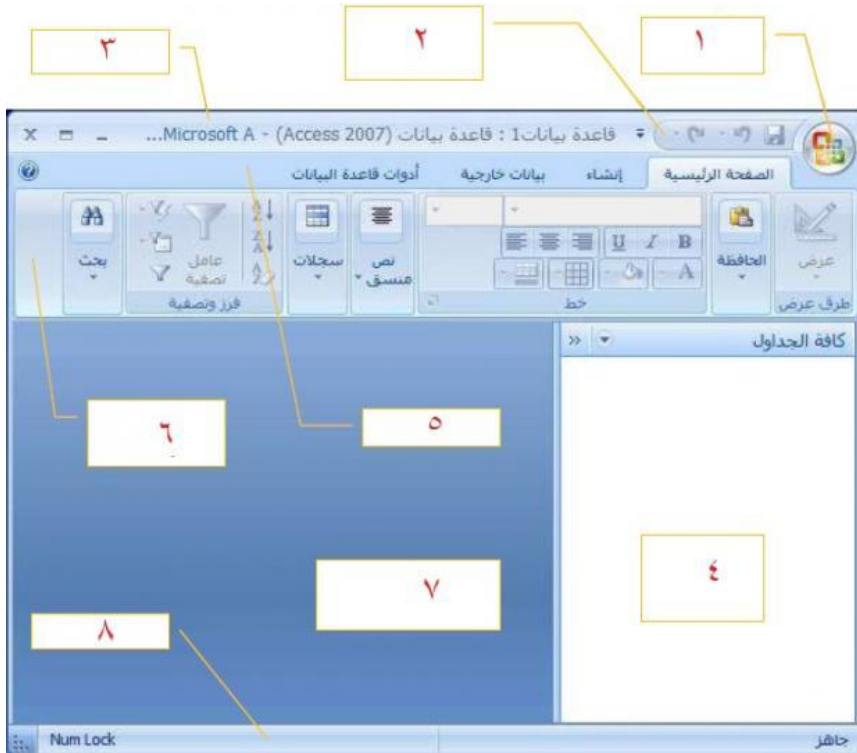 ١ ٢ ٣
قاعدة بيانات1 : قاعدة بيانات (Access 2007) - Microsoft A...
الصفحة الرئيسية إنشاء بيانات خارجية أدوات قاعدة البيانات
عرض الحافظة B I U نص منسق سجلات عامل تصفية بحث
A
طرق عرض خط فرز وتصفية
كافة الجداول
٥ ٦
٤ ٧
٨
جاهز Num Lock